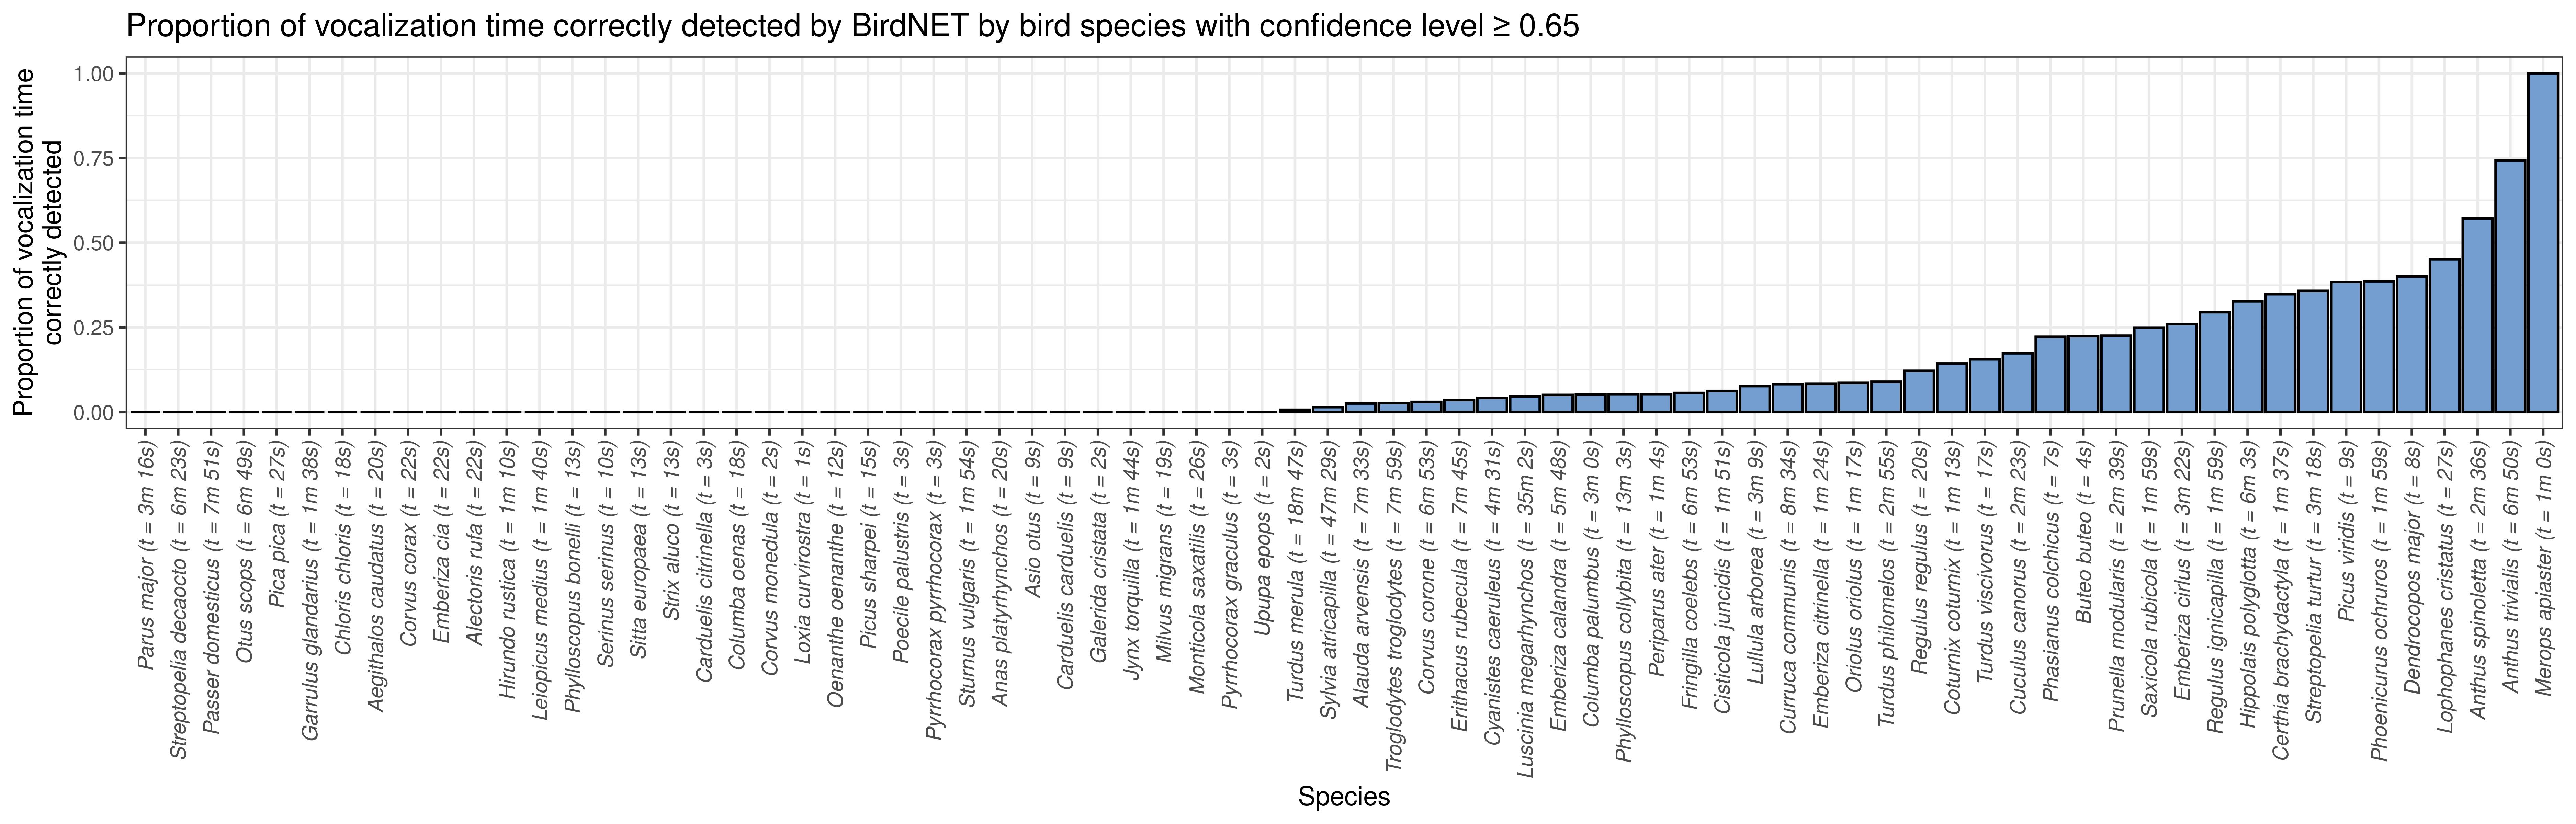 Proportion of vocalization time correctly detected by BirdNET by bird species with confidence level ≥ 0.65
Proportion of vocalization time
correctly detected
1.00
0.75
0.50
0.25
0.00
Parus major (t = 3m 16s)
Streptopelia decaocto (t = 6m 23s)
Passer domesticus (t = 7m 51s)
Otus scops (t = 6m 49s)
Pica pica (t = 27s)
Garrulus glandarius (t = 1m 38s)
Chloris chloris (t = 18s)
Aegithalos caudatus (t = 20s)
Corvus corax (t = 22s)
Emberiza cia (t = 22s)
Alectoris rufa (t = 22s)
Hirundo rustica (t = 1m 10s)
Leiopicus medius (t = 1m 40s)
Phylloscopus bonelli (t = 13s)
Serinus serinus (t = 10s)
Sitta europaea (t = 13s)
Strix aluco (t = 13s)
Carduelis citrinella (t = 3s)
Columba oenas (t = 18s)
Corvus monedula (t = 2s)
Loxia curvirostra (t = 1s)
Oenanthe oenanthe (t = 12s)
Picus sharpei (t = 15s)
Poecile palustris (t = 3s)
Pyrrhocorax pyrrhocorax (t = 3s)
Sturnus vulgaris (t = 1m 54s)
Anas platyrhynchos (t = 20s)
Asio otus (t = 9s)
Carduelis carduelis (t = 9s)
Galerida cristata (t = 2s)
Jynx torquilla (t = 1m 44s)
Milvus migrans (t = 19s)
Monticola saxatilis (t = 26s)
Pyrrhocorax graculus (t = 3s)
Upupa epops (t = 2s)
Turdus merula (t = 18m 47s)
Sylvia atricapilla (t = 47m 29s)
Alauda arvensis (t = 7m 33s)
Troglodytes troglodytes (t = 7m 59s)
Corvus corone (t = 6m 53s)
Erithacus rubecula (t = 7m 45s)
Cyanistes caeruleus (t = 4m 31s)
Luscinia megarhynchos (t = 35m 2s)
Emberiza calandra (t = 5m 48s)
Columba palumbus (t = 3m 0s)
Phylloscopus collybita (t = 13m 3s)
Periparus ater (t = 1m 4s)
Fringilla coelebs (t = 6m 53s)
Cisticola juncidis (t = 1m 51s)
Lullula arborea (t = 3m 9s)
Curruca communis (t = 8m 34s)
Emberiza citrinella (t = 1m 24s)
Oriolus oriolus (t = 1m 17s)
Turdus philomelos (t = 2m 55s)
Regulus regulus (t = 20s)
Coturnix coturnix (t = 1m 13s)
Turdus viscivorus (t = 17s)
Cuculus canorus (t = 2m 23s)
Phasianus colchicus (t = 7s)
Buteo buteo (t = 4s)
Prunella modularis (t = 2m 39s)
Saxicola rubicola (t = 1m 59s)
Emberiza cirlus (t = 3m 22s)
Regulus ignicapilla (t = 1m 59s)
Hippolais polyglotta (t = 6m 3s)
Certhia brachydactyla (t = 1m 37s)
Streptopelia turtur (t = 3m 18s)
Picus viridis (t = 9s)
Phoenicurus ochruros (t = 1m 59s)
Dendrocopos major (t = 8s)
Lophophanes cristatus (t = 27s)
Anthus spinoletta (t = 2m 36s)
Anthus trivialis (t = 6m 50s)
Merops apiaster (t = 1m 0s)
Species